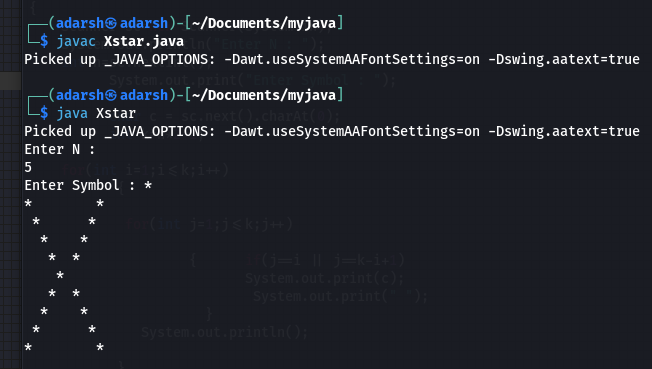 ┌──(adarsh㉿adarsh)-[~/Documents/myjava]
└─$ javac Xstar.java
Picked up _JAVA_OPTIONS: -Dawt.useSystemAAFontSettings=on -Dswing.aatext=true
┌──(adarsh㉿adarsh)-[~/Documents/myjava]
└─$ java Xstar
Picked up _JAVA_OPTIONS: -Dawt.useSystemAAFontSettings=on -Dswing.aatext=true
Enter N :
5
Enter Symbol : *
*       *
 *     *
  *   *
   * *
    *
   * *
  *   *
 *     *
*       *